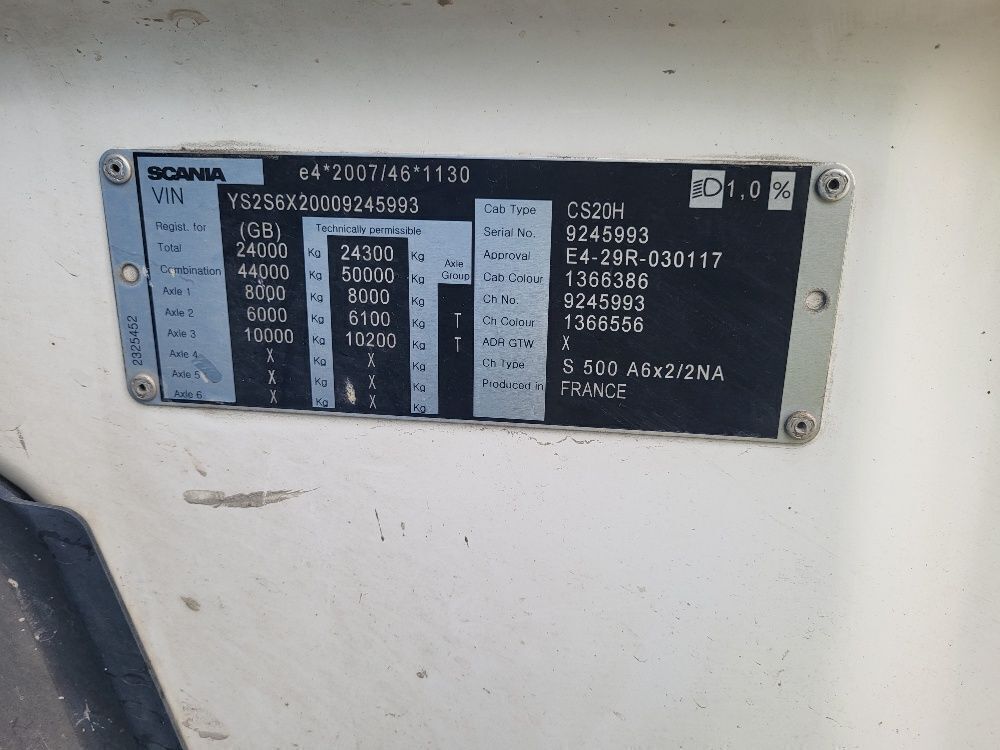 SCANIA e4*2007/46*1130 1,0 %
VIN YS2S6X20009245993
Regist. for (GB) Technically permissible
Total 24000 Kg 24300 Kg Axle Group
Combination 44000 Kg 50000 Kg
Axle 1 8000 Kg 8000 Kg
Axle 2 6000 Kg 6100 Kg T
Axle 3 10000 Kg 10200 Kg T
Axle 4 X Kg X Kg
Axle 5 X Kg X Kg
Axle 6 X Kg X Kg
Cab Type CS20H
Serial No. 9245993
Approval E4-29R-030117
Cab Colour 1366386
Ch No. 9245993
Ch Colour 1366556
ADR GTW X
Ch Type S 500 A6x2/2NA
Produced in FRANCE
2325452